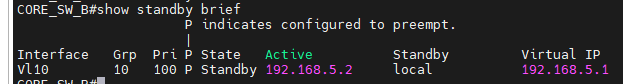 CORE_SW_B#show standby brief
                     P indicates configured to preempt.
                     |
Interface   Grp  Pri P State   Active          Standby         Virtual IP
Vl10        10   100 P Standby 192.168.5.2     local           192.168.5.1
CORE_SW_B#